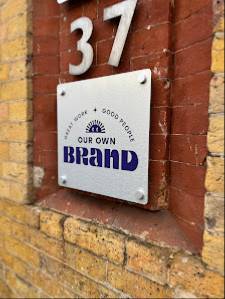 37
GREAT WORK ✦ GOOD PEOPLE
OUR OWN
BRAND